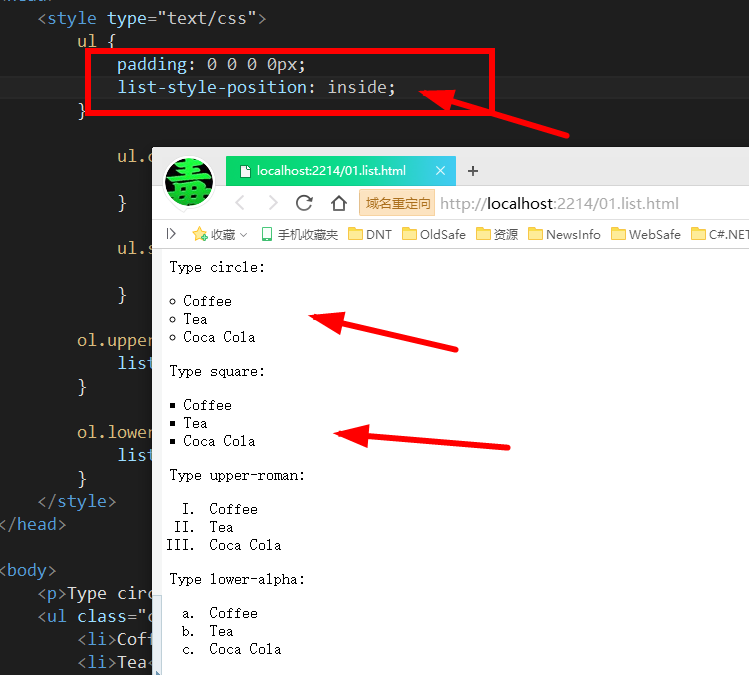 <style type="text/css">
ul {
padding: 0 0 0 0px;
list-style-position: inside;
}
ul.
}
ul.s
}
ol.upper
list
}
ol.lower
list
}
</style>
</head>
<body>
<p>Type circ
<ul class="
<li>Coff
<li>Tea<
毒
localhost:2214/01.list.html
域名重定向 http://localhost:2214/01.list.html
收藏 手机收藏夹 DNT OldSafe 资源 NewsInfo WebSafe C#.NET
Type circle:
Coffee
Tea
Coca Cola
Type square:
Coffee
Tea
Coca Cola
Type upper-roman:
I. Coffee
II. Tea
III. Coca Cola
Type lower-alpha:
a. Coffee
b. Tea
c. Coca Cola